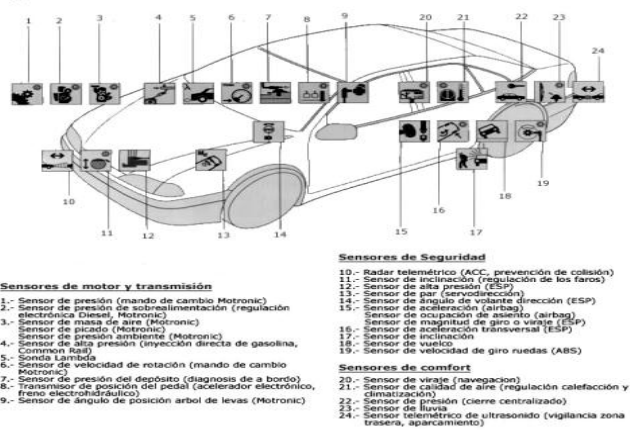 1 2 3 4 5 6 7 8 9 20 21 22 23 24
10 11 12 13 14 15 16 17 18 19
Sensores de motor y transmisión
1.- Sensor de presión (mando de cambio Motronic)
2.- Sensor de presión de sobrealimentación (regulación
electrónica Diesel, Motronic)
3.- Sensor de masa de aire (Motronic)
Sensor de picado (Motronic)
Sensor de presión ambiente (Motronic)
4.- Sensor de alta presión (inyección directa de gasolina,
Common Rail)
5.- Sonda Lambda
6.- Sensor de velocidad de rotación (mando de cambio
Motronic)
7.- Sensor de presión del depósito (diagnosis de a bordo)
8.- Transmisor de posición del pedal (acelerador electrónico,
freno electrohidráulico)
9.- Sensor de ángulo de posición arbol de levas (Motronic)
Sensores de Seguridad
10.- Radar telemétrico (ACC, prevención de colisión)
11.- Sensor de inclinación (regulación de los faros)
12.- Sensor de alta presión (ESP)
13.- Sensor de par (servodirección)
14.- Sensor de ángulo de volante dirección (ESP)
15.- Sensor de aceleración (airbag)
Sensor de ocupación de asiento (airbag)
Sensor de magnitud de giro o viraje (ESP)
16.- Sensor de aceleración transversal (ESP)
17.- Sensor de inclinación
18.- Sensor de vuelco
19.- Sensor de velocidad de giro ruedas (ABS)
Sensores de comfort
20.- Sensor de viraje (navegacion)
21.- Sensor de calidad de aire (regulación calefacción y
climatización)
22.- Sensor de presión (cierre centralizado)
23.- Sensor de lluvia
24.- Sensor telemétrico de ultrasonido (vigilancia zona
trasera, aparcamiento)